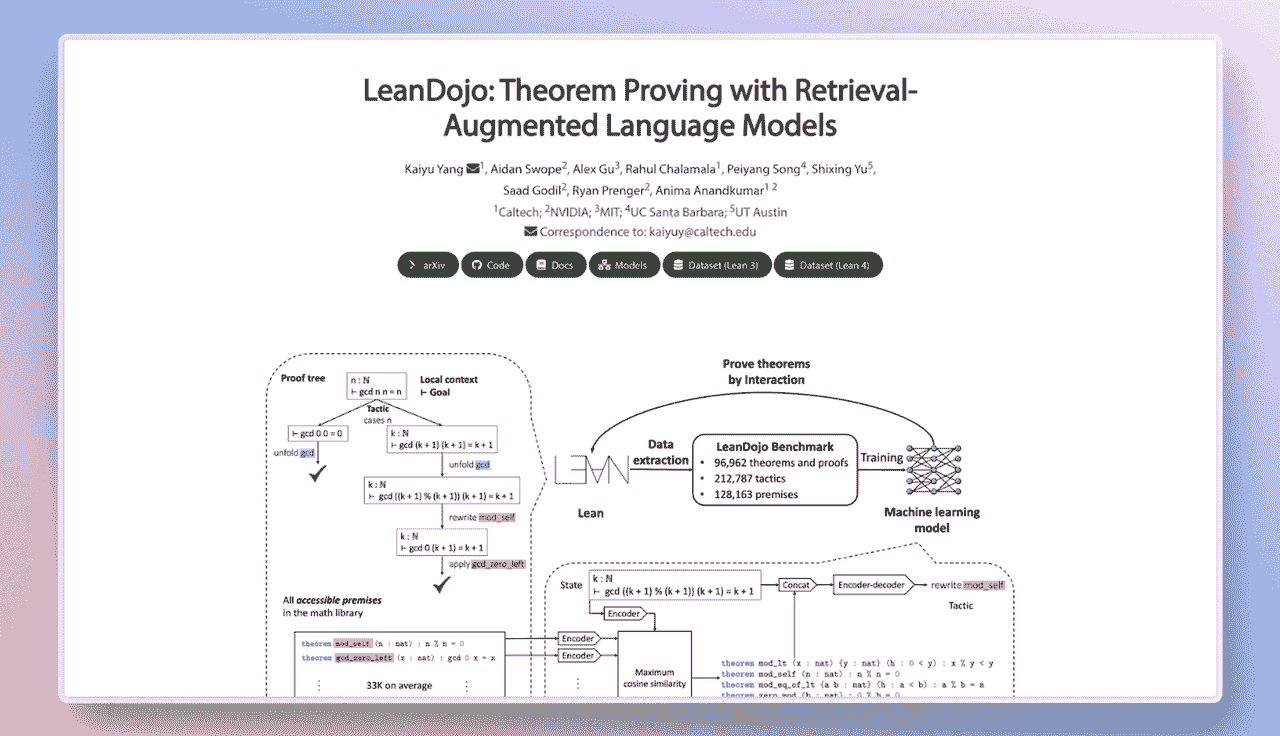 LeanDojo: Theorem Proving with Retrieval-
Augmented Language Models
Kaiyu Yang 1, Aidan Swope2, Alex Gu3, Rahul Chalamala1, Peiyang Song4, Shixing Yu5,
Saad Godil2, Ryan Prenger2, Anima Anandkumar1 2
1Caltech; 2NVIDIA; 3MIT; 4UC Santa Barbara; 5UT Austin
Correspondence to: kaiyuy@caltech.edu
arXiv
Code
Docs
Models
Dataset (Lean 3)
Dataset (Lean 4)
Proof tree
n : ℕ
⊢ gcd n n = n
Local context
⊢ Goal
Tactic
cases n
⊢ gcd 0 0 = 0
unfold gcd
k : ℕ
⊢ gcd (k + 1) (k + 1) = k + 1
unfold gcd
k : ℕ
⊢ gcd ((k + 1) % (k + 1)) (k + 1) = k + 1
rewrite mod_self
k : ℕ
⊢ gcd 0 (k + 1) = k + 1
apply gcd_zero_left
All accessible premises
in the math library
theorem mod_self (n : nat) : n % n = 0
theorem gcd_zero_left (x : nat) : gcd 0 x = x
33K on average
Prove theorems
by Interaction
LEAN
Lean
Data
extraction
LeanDojo Benchmark
• 96,962 theorems and proofs
• 212,787 tactics
• 128,163 premises
Training
Machine learning
model
State
k : ℕ
⊢ gcd ((k + 1) % (k + 1)) (k + 1) = k + 1
Concat
Encoder-decoder
rewrite mod_self
Tactic
Encoder
Encoder
Encoder
Maximum
cosine similarity
theorem mod_lt (x : nat) {y : nat} (h : 0 < y) : x % y < y
theorem mod_self (n : nat) : n % n = 0
theorem mod_eq_of_lt {a b : nat} (h : a < b) : a % b = a
theorem zero_mod (b : nat) : 0 % b = 0